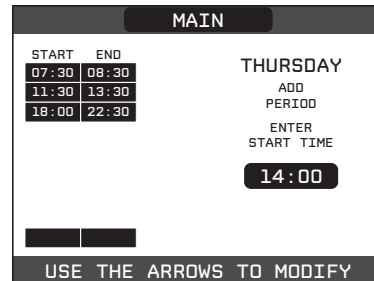 MAIN
START END
07:30 08:30
11:30 13:30
18:00 22:30
THURSDAY
ADD
PERIOD
ENTER
START TIME
14:00
USE THE ARROWS TO MODIFY